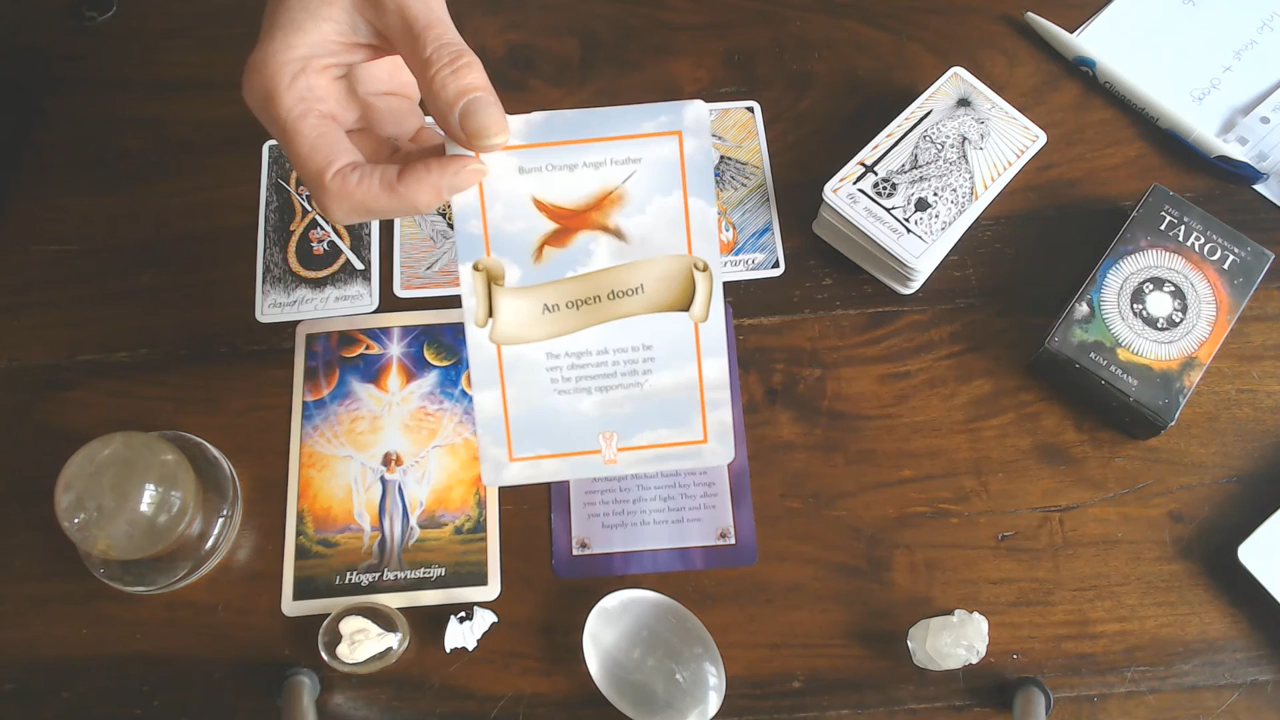 Burnt Orange Angel Feather
An open door!
The Angels ask you to be
very observant as you are
to be presented with an
"exciting opportunity".
daughter of wands
erance
I
the magician
THE WILD UNKNOWN
TAROT
KIM KRANS
Clingendael
1. Hoger bewustzijn
Archangel Michael hands you an
energetic key. This sacred key brings
you the three gifts of light. They allow
you to feel joy in your heart and live
happily in the here and now.